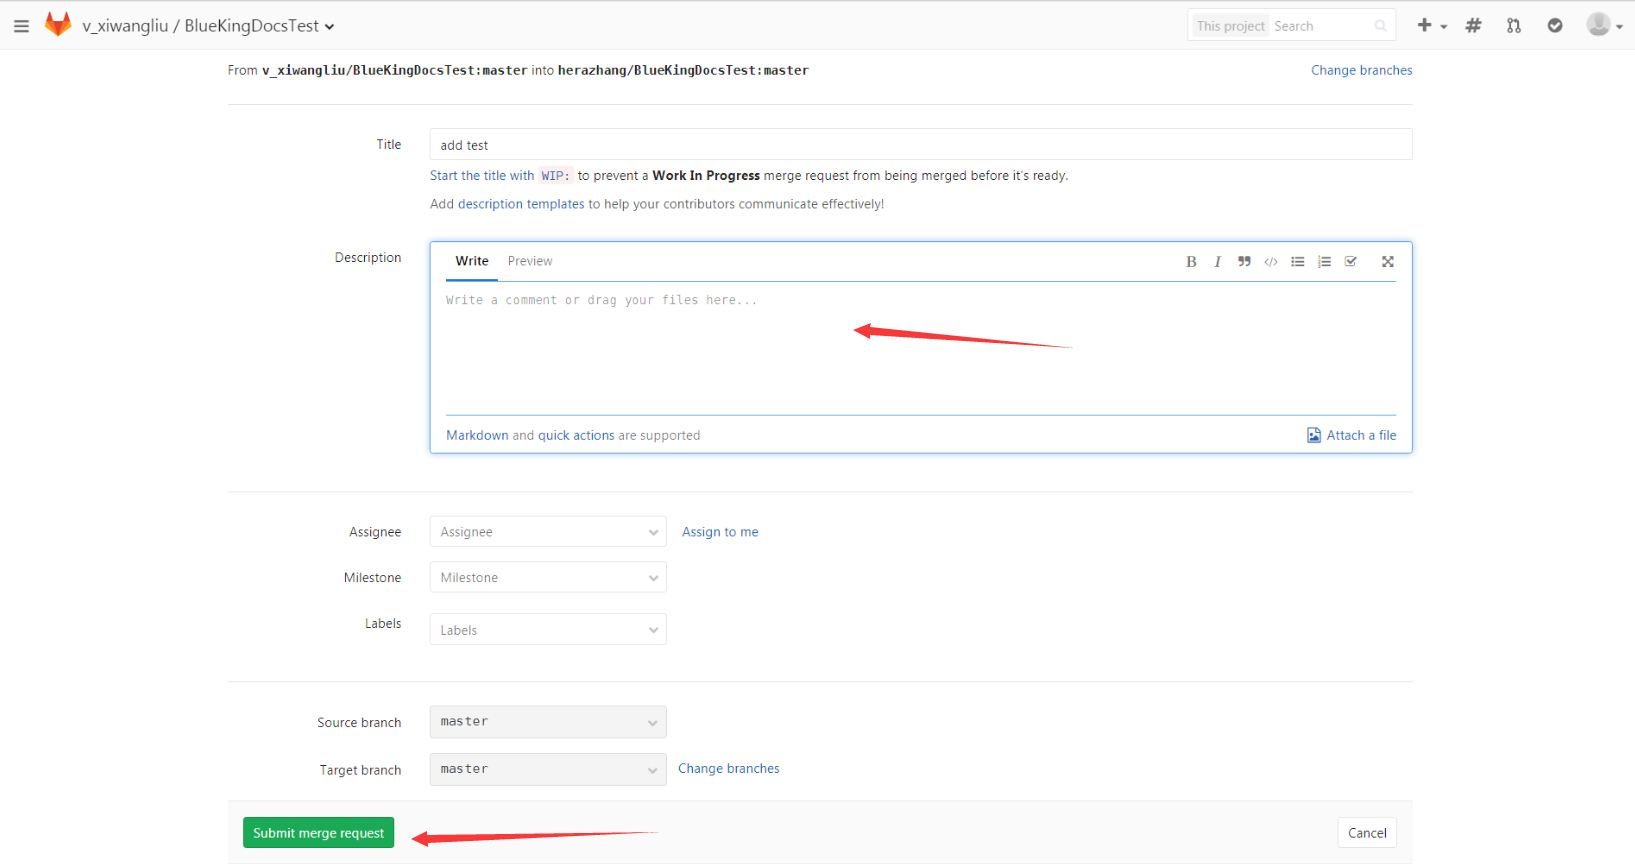 v_xiwangliu / BlueKingDocsTest
This project Search
From v_xiwangliu/BlueKingDocsTest:master into herazhang/BlueKingDocsTest:master
Change branches
Title
add test
Start the title with WIP: to prevent a Work In Progress merge request from being merged before it's ready.
Add description templates to help your contributors communicate effectively!
Description
Write Preview
Write a comment or drag your files here...
Markdown and quick actions are supported
Attach a file
Assignee
Assignee
Assign to me
Milestone
Milestone
Labels
Labels
Source branch
master
Target branch
master
Change branches
Submit merge request
Cancel